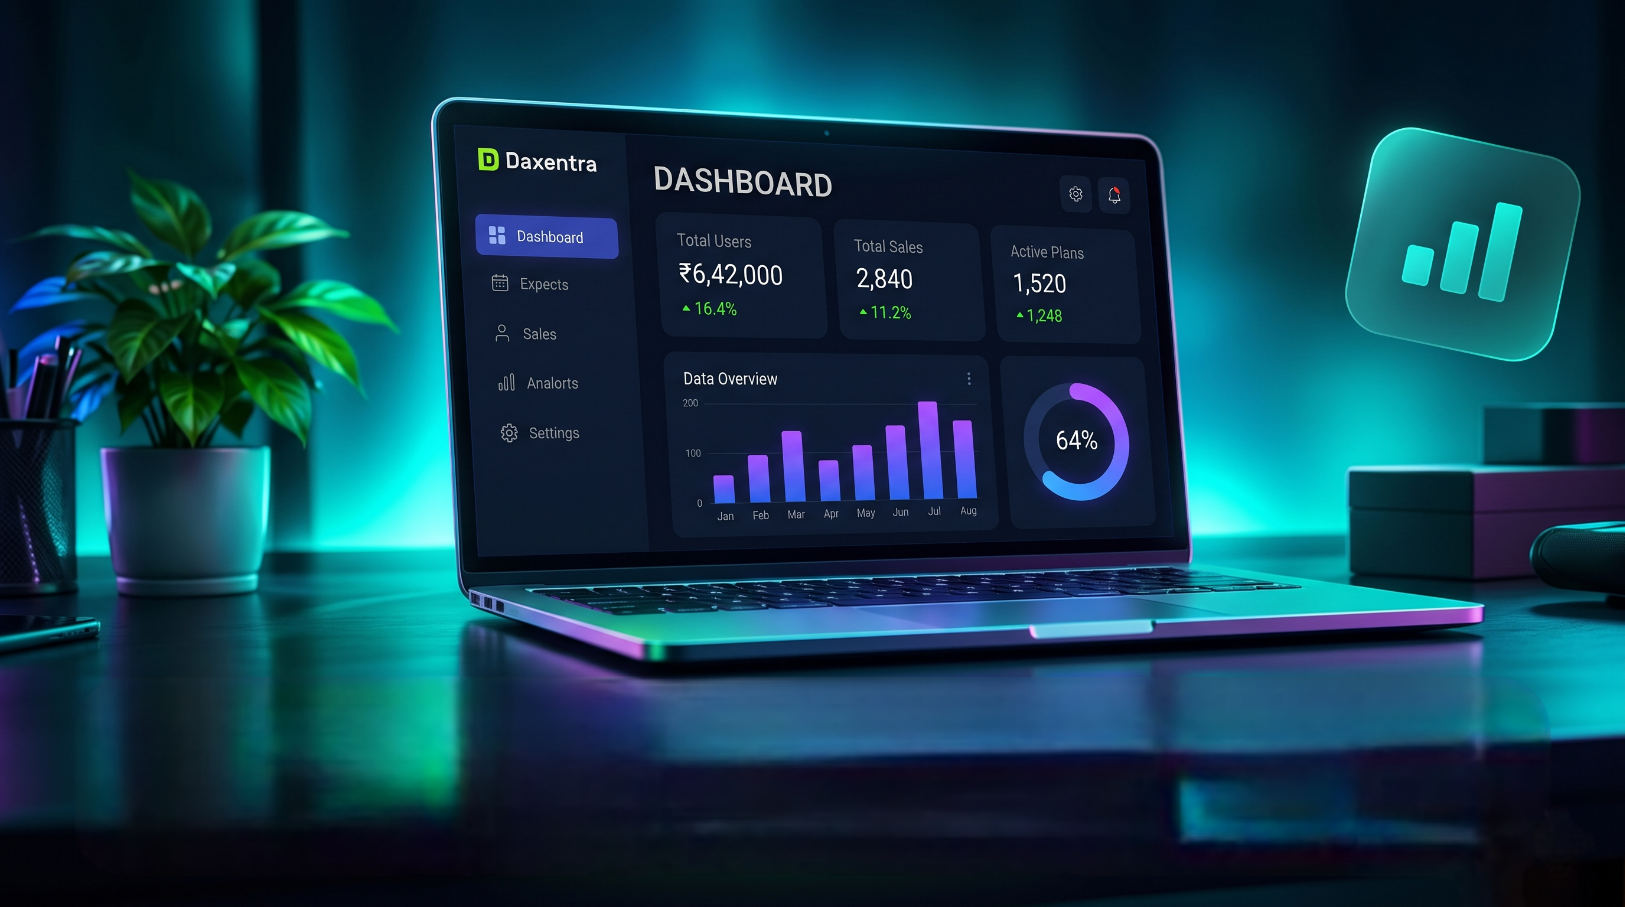 Daxentra
DASHBOARD
Dashboard
Expects
Sales
Analorts
Settings
Total Users
₹6,42,000
16.4%
Total Sales
2,840
11.2%
Active Plans
1,520
1,248
Data Overview
200
100
0
Jan Feb Mar Apr May Jun Jul Aug
64%